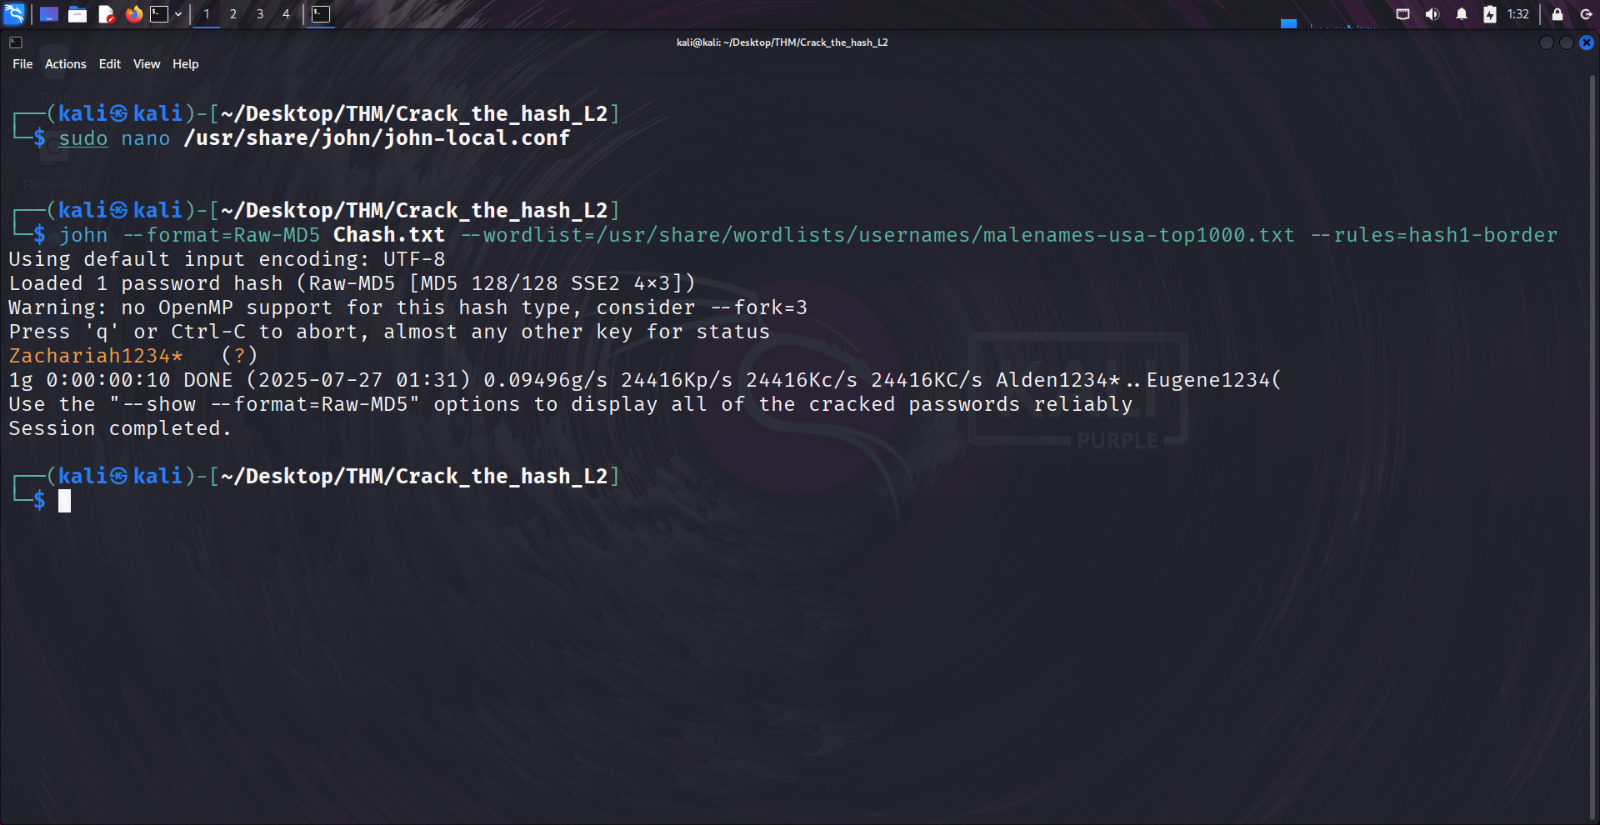 1 2 3 4 1:32
kali@kali: ~/Desktop/THM/Crack_the_hash_L2
File Actions Edit View Help
┌──(kali㉿kali)-[~/Desktop/THM/Crack_the_hash_L2]
└─$ sudo nano /usr/share/john/john-local.conf
File System
┌──(kali㉿kali)-[~/Desktop/THM/Crack_the_hash_L2]
└─$ john --format=Raw-MD5 Chash.txt --wordlist=/usr/share/wordlists/usernames/malenames-usa-top1000.txt --rules=hash1-border
Using default input encoding: UTF-8
Loaded 1 password hash (Raw-MD5 [MD5 128/128 SSE2 4×3])
Warning: no OpenMP support for this hash type, consider --fork=3
Press 'q' or Ctrl-C to abort, almost any other key for status
Zachariah1234* (?)
1g 0:00:00:10 DONE (2025-07-27 01:31) 0.09496g/s 24416Kp/s 24416Kc/s 24416KC/s Alden1234*..Eugene1234(
Use the "--show --format=Raw-MD5" options to display all of the cracked passwords reliably
Session completed.
KALI
PURPLE
┌──(kali㉿kali)-[~/Desktop/THM/Crack_the_hash_L2]
└─$